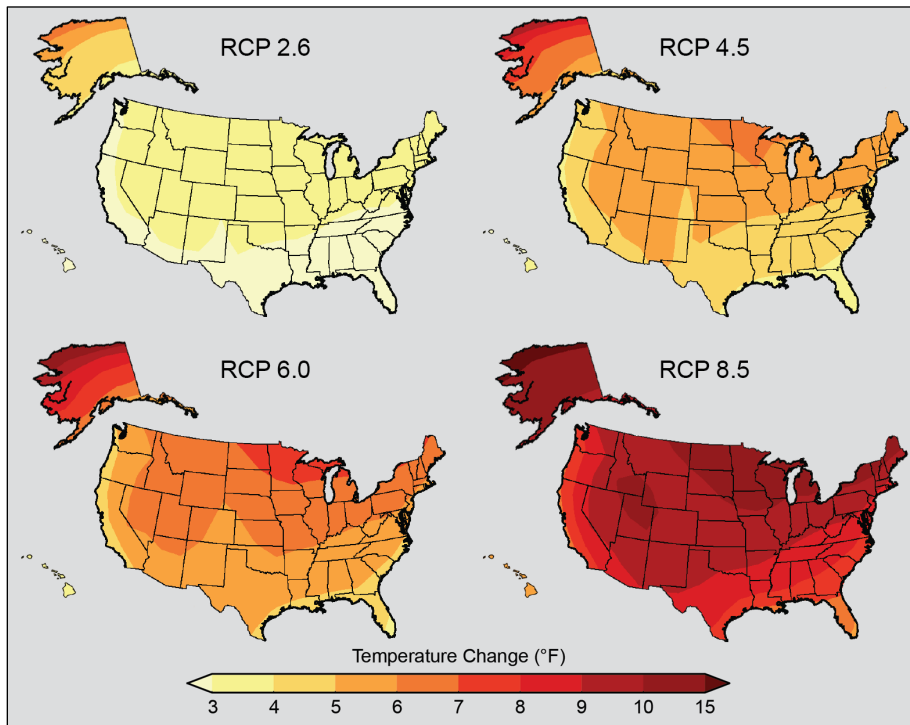 RCP 2.6
RCP 4.5
RCP 6.0
RCP 8.5
Temperature Change (°F)
3 4 5 6 7 8 9 10 15